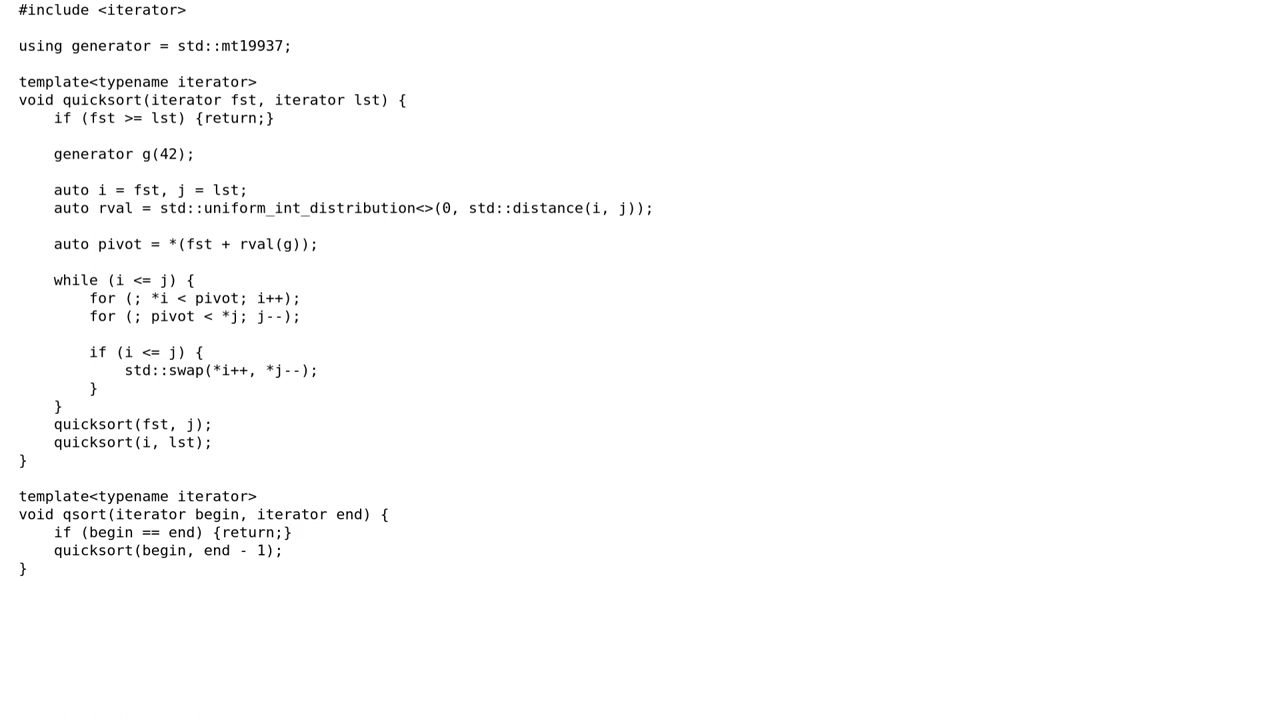 #include <iterator>

using generator = std::mt19937;

template<typename iterator>
void quicksort(iterator fst, iterator lst) {
    if (fst >= lst) {return;}

    generator g(42);

    auto i = fst, j = lst;
    auto rval = std::uniform_int_distribution<>(0, std::distance(i, j));

    auto pivot = *(fst + rval(g));

    while (i <= j) {
        for (; *i < pivot; i++);
        for (; pivot < *j; j--);

        if (i <= j) {
            std::swap(*i++, *j--);
        }
    }
    quicksort(fst, j);
    quicksort(i, lst);
}

template<typename iterator>
void qsort(iterator begin, iterator end) {
    if (begin == end) {return;}
    quicksort(begin, end - 1);
}